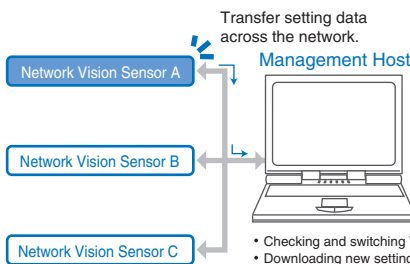 Transfer setting data
across the network.
Management Host
Network Vision Sensor A
Network Vision Sensor B
Network Vision Sensor C
• Checking and switching
• Downloading new setting